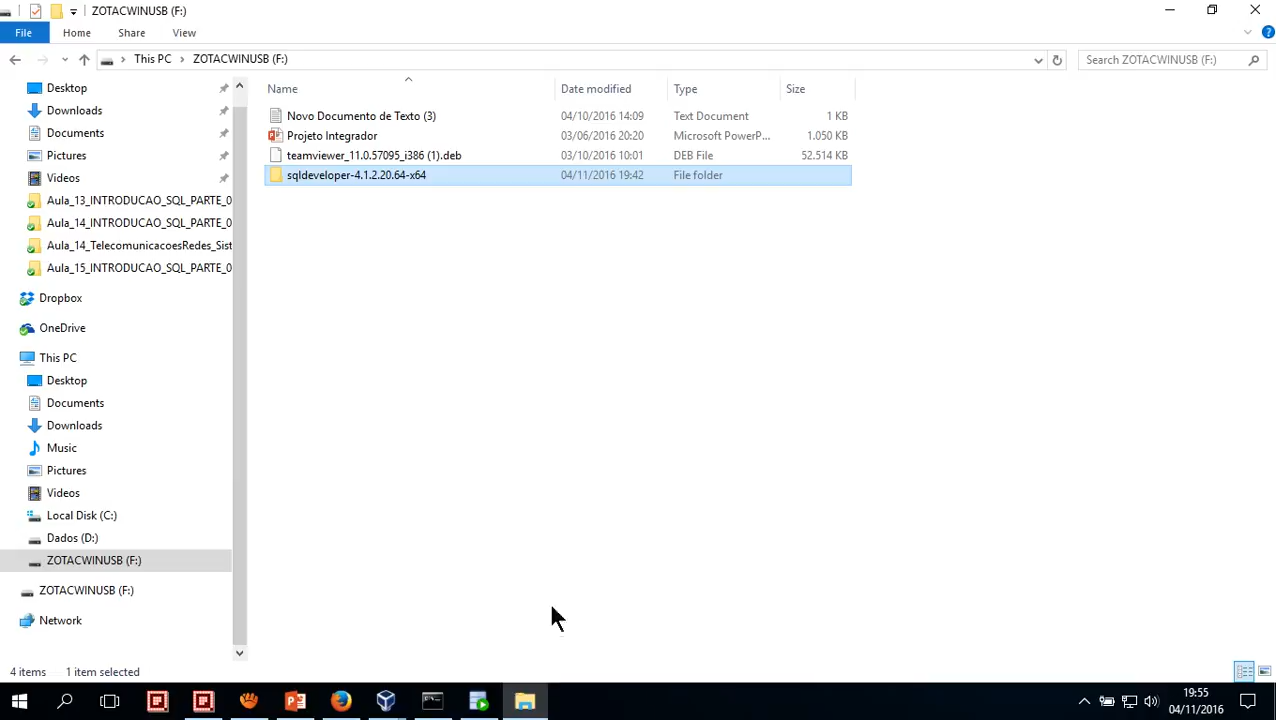 ZOTACWINUSB (F:)
File Home Share View
This PC ZOTACWINUSB (F:) Search ZOTACWINUSB (F:)
Name Date modified Type Size
Novo Documento de Texto (3) 04/10/2016 14:09 Text Document 1 KB
Projeto Integrador 03/06/2016 20:20 Microsoft PowerP... 1.050 KB
teamviewer_11.0.57095_i386 (1).deb 03/10/2016 10:01 DEB File 52.514 KB
sqldeveloper-4.1.2.20.64-x64 04/11/2016 19:42 File folder
Desktop
Downloads
Documents
Pictures
Videos
Aula_13_INTRODUCAO_SQL_PARTE_0
Aula_14_INTRODUCAO_SQL_PARTE_0
Aula_14_TelecomunicacoesRedes_Sist
Aula_15_INTRODUCAO_SQL_PARTE_0
Dropbox
OneDrive
This PC
Desktop
Documents
Downloads
Music
Pictures
Videos
Local Disk (C:)
Dados (D:)
ZOTACWINUSB (F:)
ZOTACWINUSB (F:)
Network
4 items 1 item selected
19:55
04/11/2016